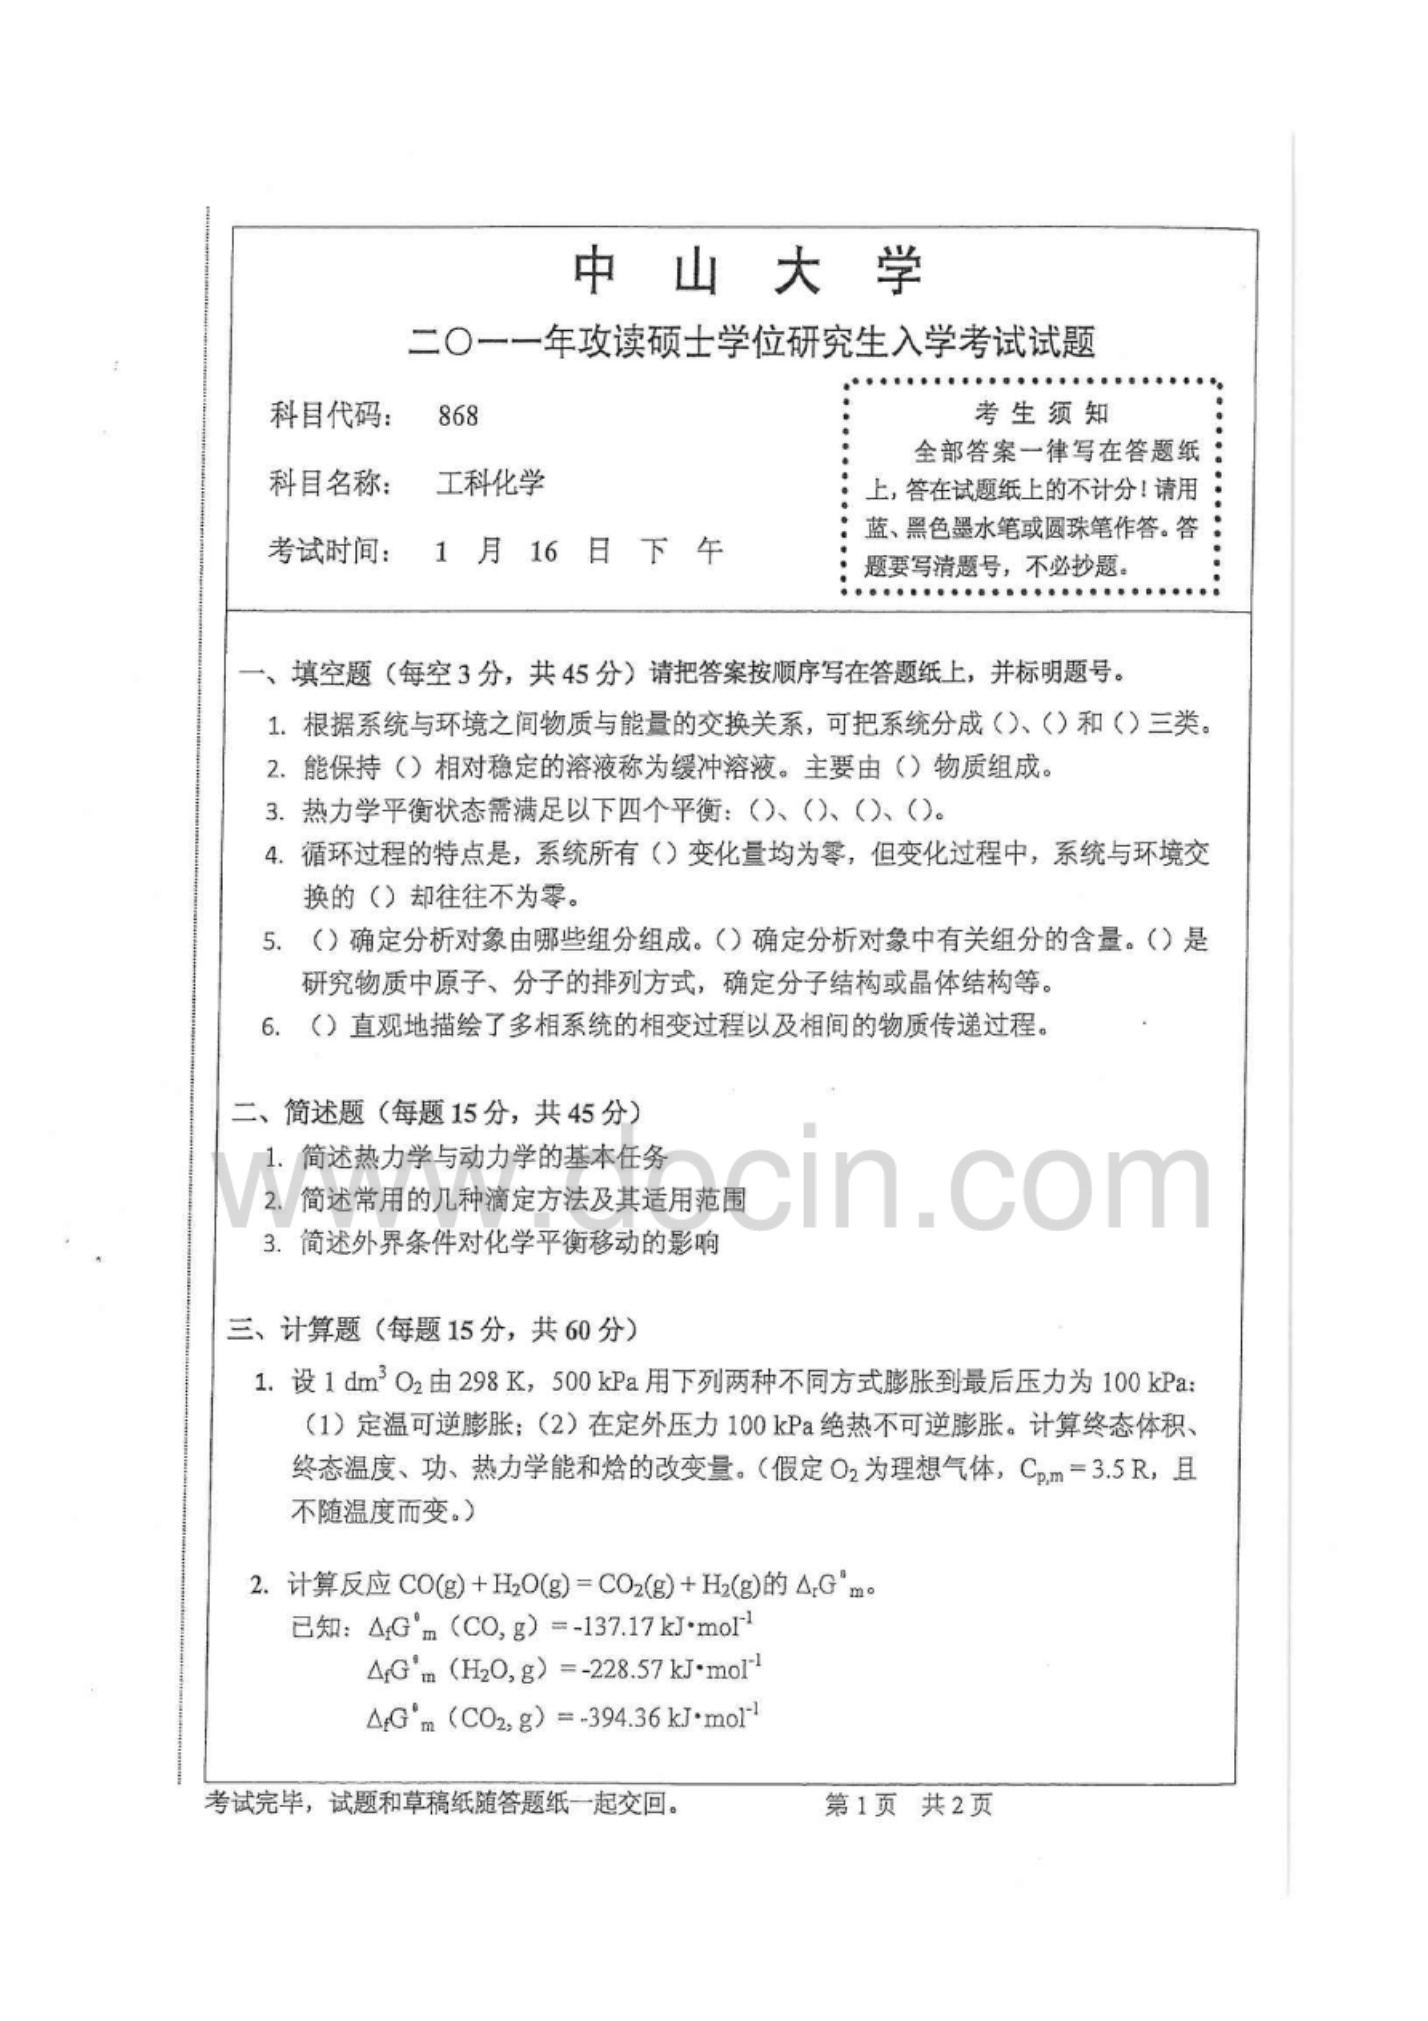 中 山 大 学
二〇一一年攻读硕士学位研究生入学考试试题
科目代码： 868
科目名称： 工科化学
考试时间： 1 月 16 日 下 午
考 生 须 知
全部答案一律写在答题纸
上，答在试题纸上的不计分！请用
蓝、黑色墨水笔或圆珠笔作答。答
题要写清题号，不必抄题。
一、填空题（每空 3 分，共 45 分）请把答案按顺序写在答题纸上，并标明题号。
1. 根据系统与环境之间物质与能量的交换关系，可把系统分成（）、（）和（）三类。
2. 能保持（）相对稳定的溶液称为缓冲溶液。主要由（）物质组成。
3. 热力学平衡状态需满足以下四个平衡：（）、（）、（）、（）。
4. 循环过程的特点是，系统所有（）变化量均为零，但变化过程中，系统与环境交
换的（）却往往不为零。
5. （）确定分析对象由哪些组分组成。（）确定分析对象中有关组分的含量。（）是
研究物质中原子、分子的排列方式，确定分子结构或晶体结构等。
6. （）直观地描绘了多相系统的相变过程以及相间的物质传递过程。
二、简述题（每题 15 分，共 45 分）
1. 简述热力学与动力学的基本任务
www.docin.com
2. 简述常用的几种滴定方法及其适用范围
3. 简述外界条件对化学平衡移动的影响
三、计算题（每题 15 分，共 60 分）
1. 设 1 dm³ O₂ 由 298 K，500 kPa 用下列两种不同方式膨胀到最后压力为 100 kPa：
（1）定温可逆膨胀；（2）在定外压力 100 kPa 绝热不可逆膨胀。计算终态体积、
终态温度、功、热力学能和焓的改变量。（假定 O₂ 为理想气体，Cp,m = 3.5 R，且
不随温度而变。）
2. 计算反应 CO(g) + H₂O(g) = CO₂(g) + H₂(g)的 ΔrGθm。
已知：ΔfGθm（CO, g）= -137.17 kJ•mol⁻¹
ΔfGθm（H₂O, g）= -228.57 kJ•mol⁻¹
ΔfGθm（CO₂, g）= -394.36 kJ•mol⁻¹
考试完毕，试题和草稿纸随答题纸一起交回。 第 1 页 共 2 页